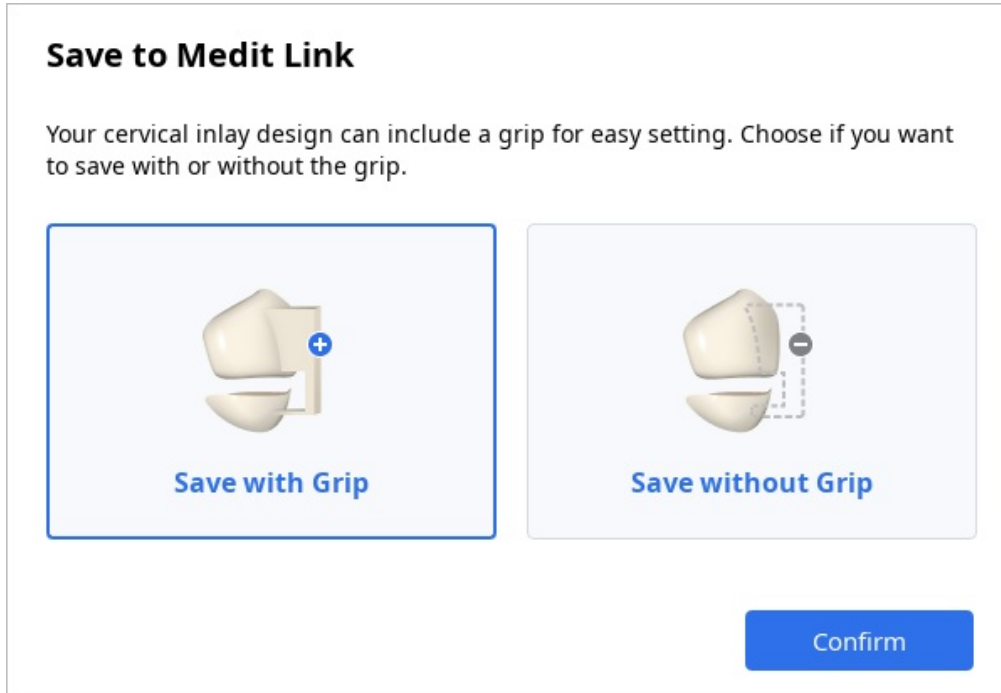 Save to Medit Link
Your cervical inlay design can include a grip for easy setting. Choose if you want
to save with or without the grip.
Save with Grip
Save without Grip
Confirm